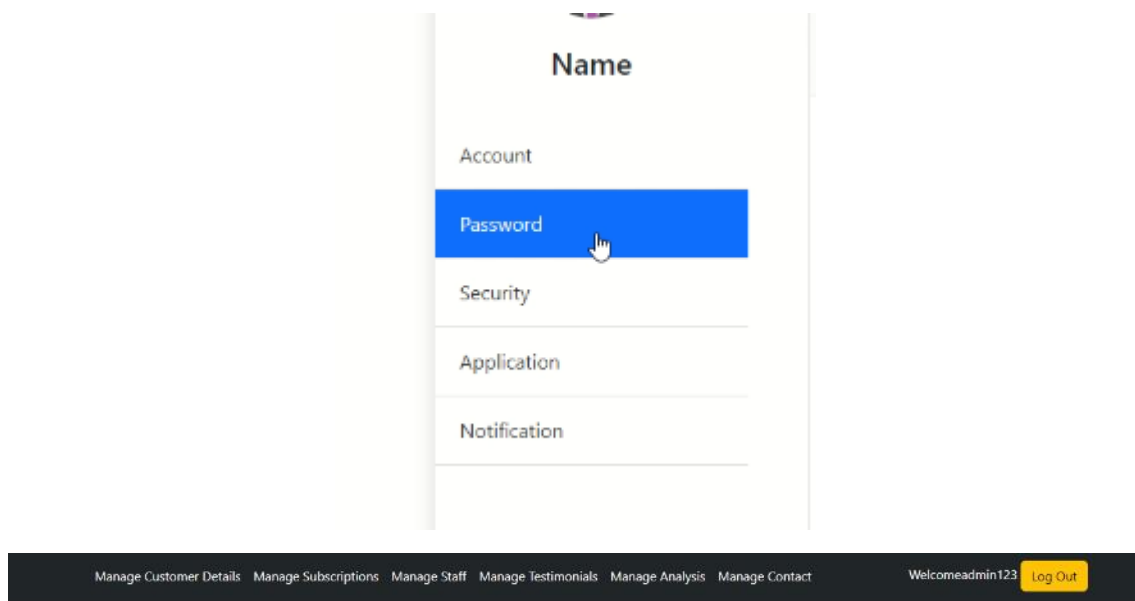 Name
Account
Password
Security
Application
Notification
Manage Customer Details Manage Subscriptions Manage Staff Manage Testimonials Manage Analysis Manage Contact Welcomeadmin123 Log Out